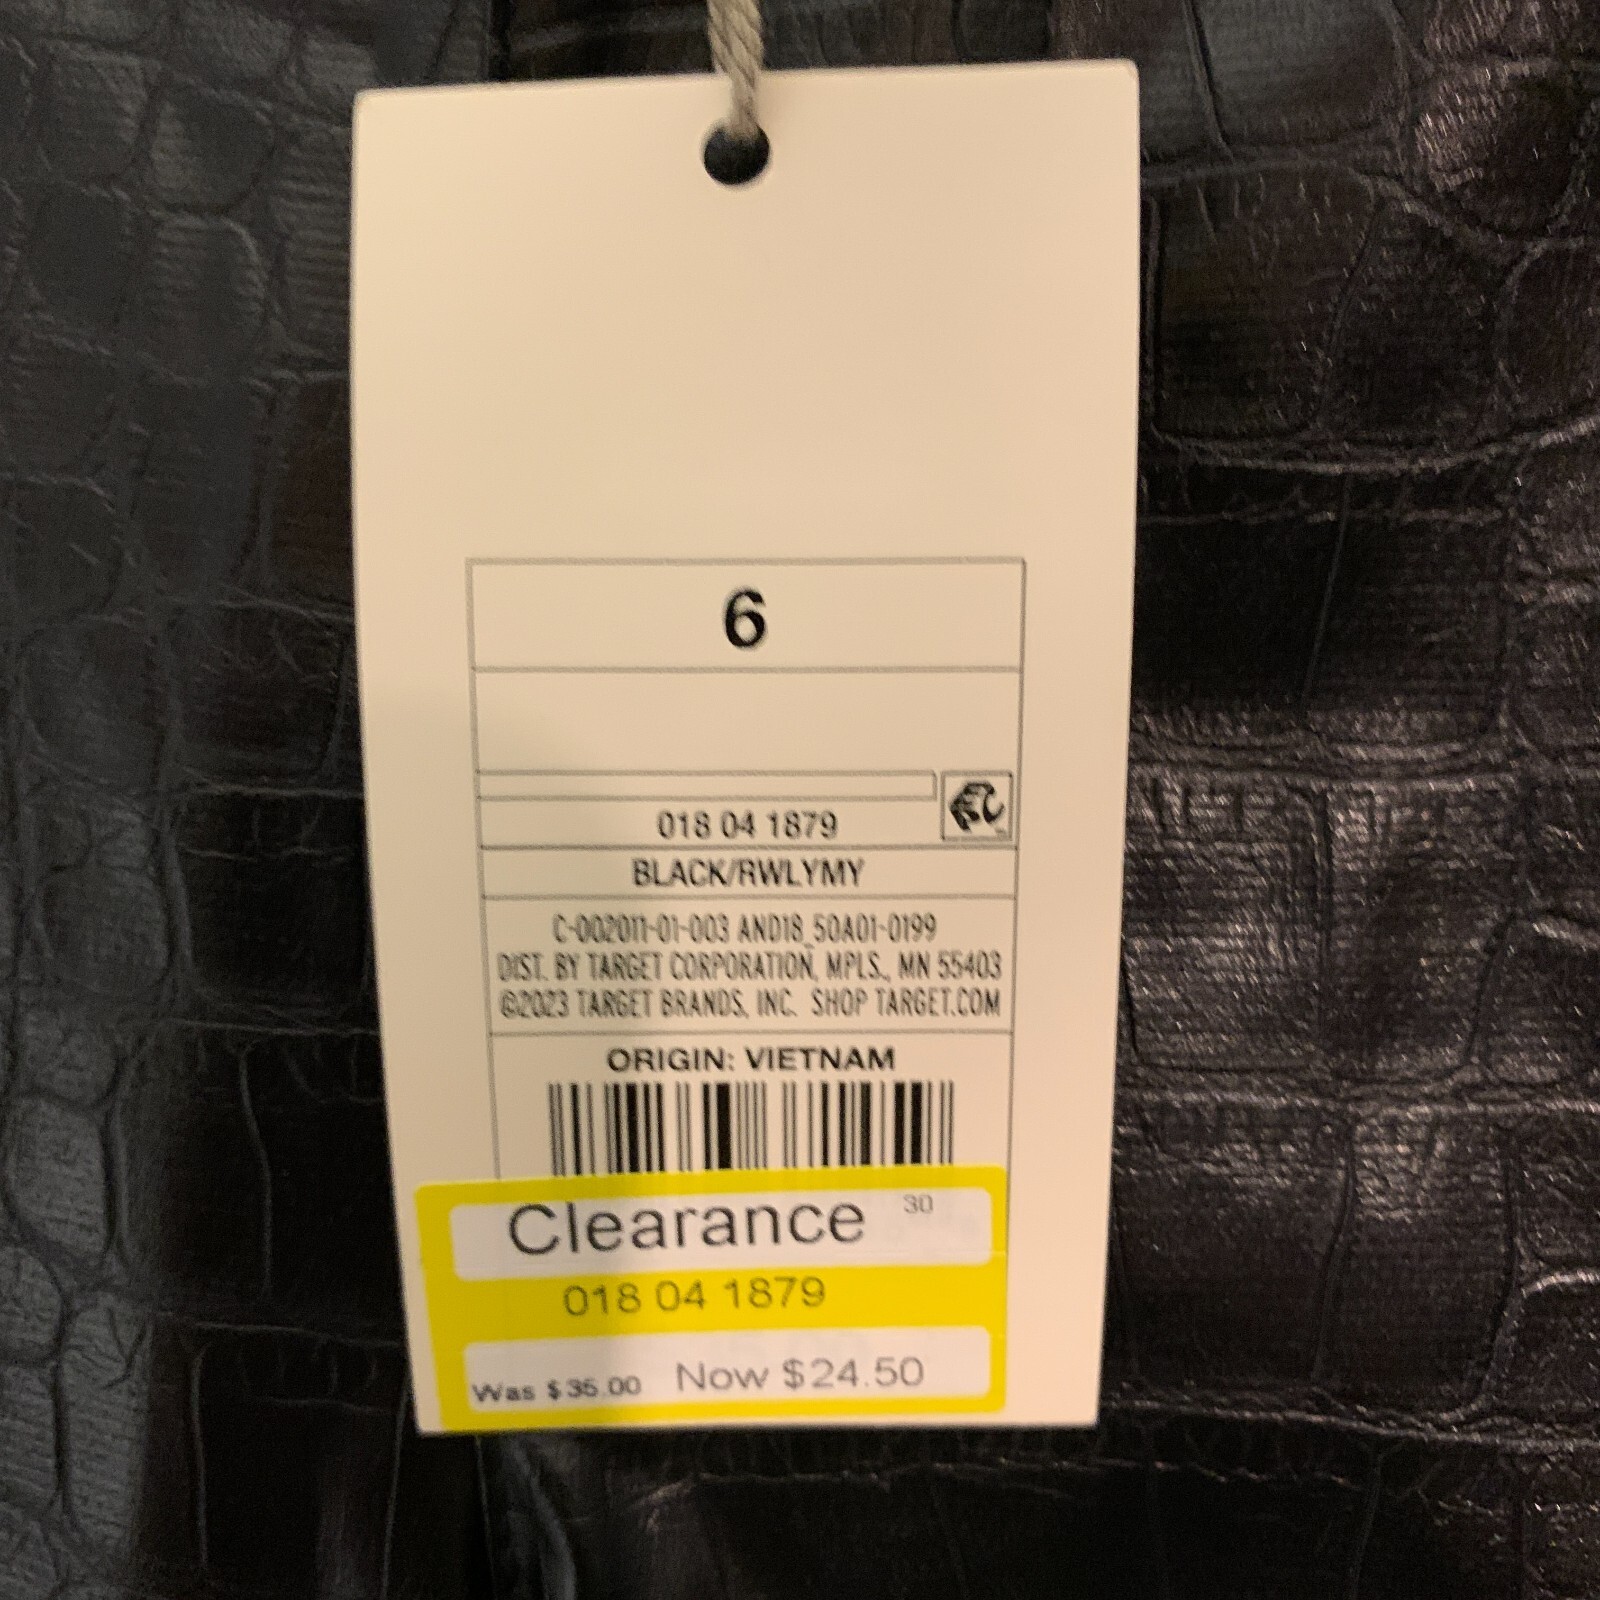 6
018 04 1879
BLACK/RWLYMY
C-002011-01-003 AND18_50A01-0199
DIST. BY TARGET CORPORATION, MPLS., MN 55403
©2023 TARGET BRANDS, INC. SHOP TARGET.COM
ORIGIN: VIETNAM
Clearance 30
018 04 1879
Was $35.00 Now $24.50